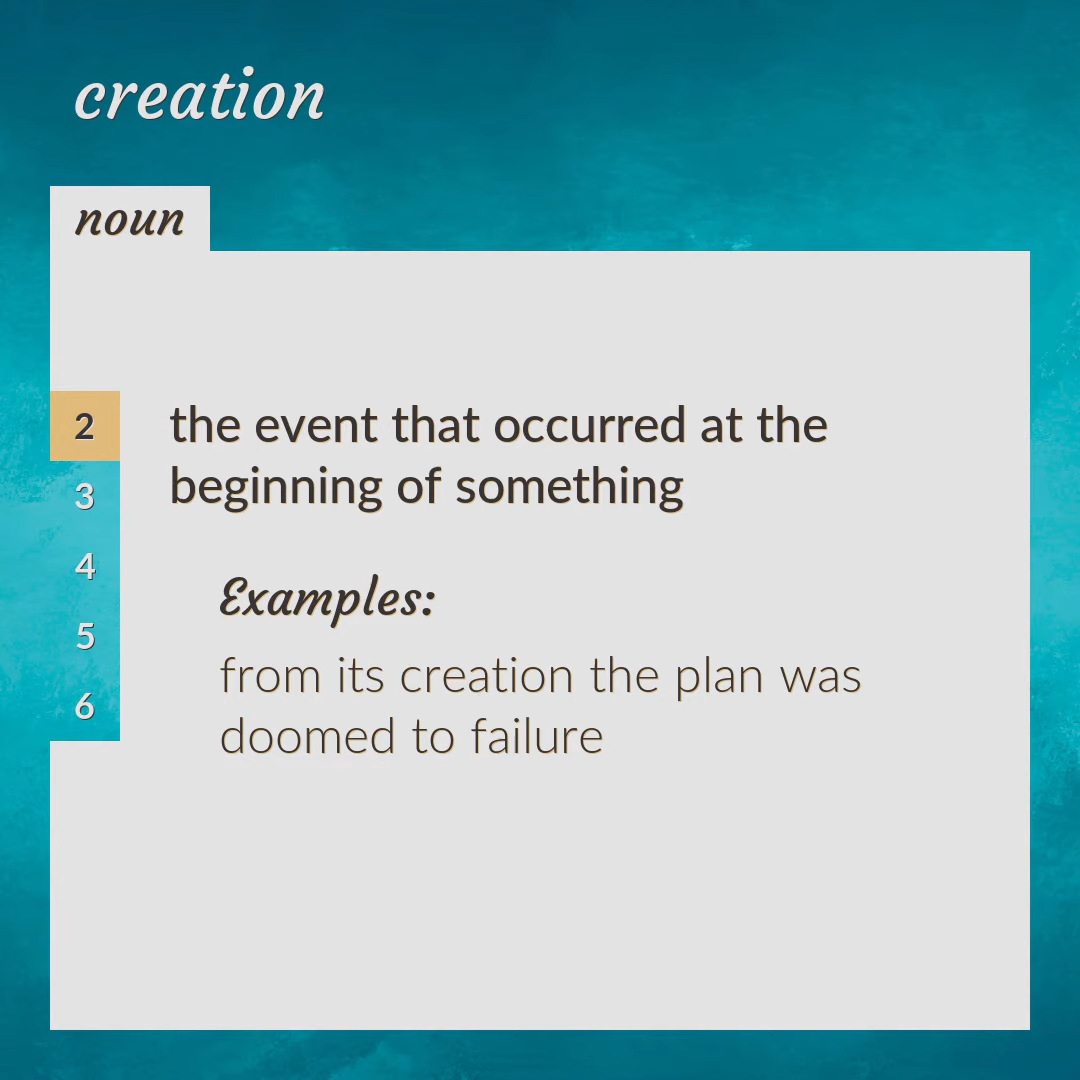 creation
noun
2
the event that occurred at the
beginning of something
3
4
5
6
Examples:
from its creation the plan was
doomed to failure